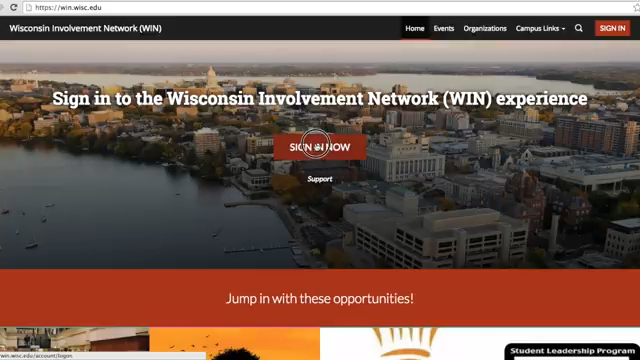 https://win.wisc.edu
Wisconsin Involvement Network (WIN)
Home Events Organizations Campus Links SIGN IN
Sign in to the Wisconsin Involvement Network (WIN) experience
SIGN IN NOW
Support
Jump in with these opportunities!
Student Leadership Program
win.wisc.edu/account/logon